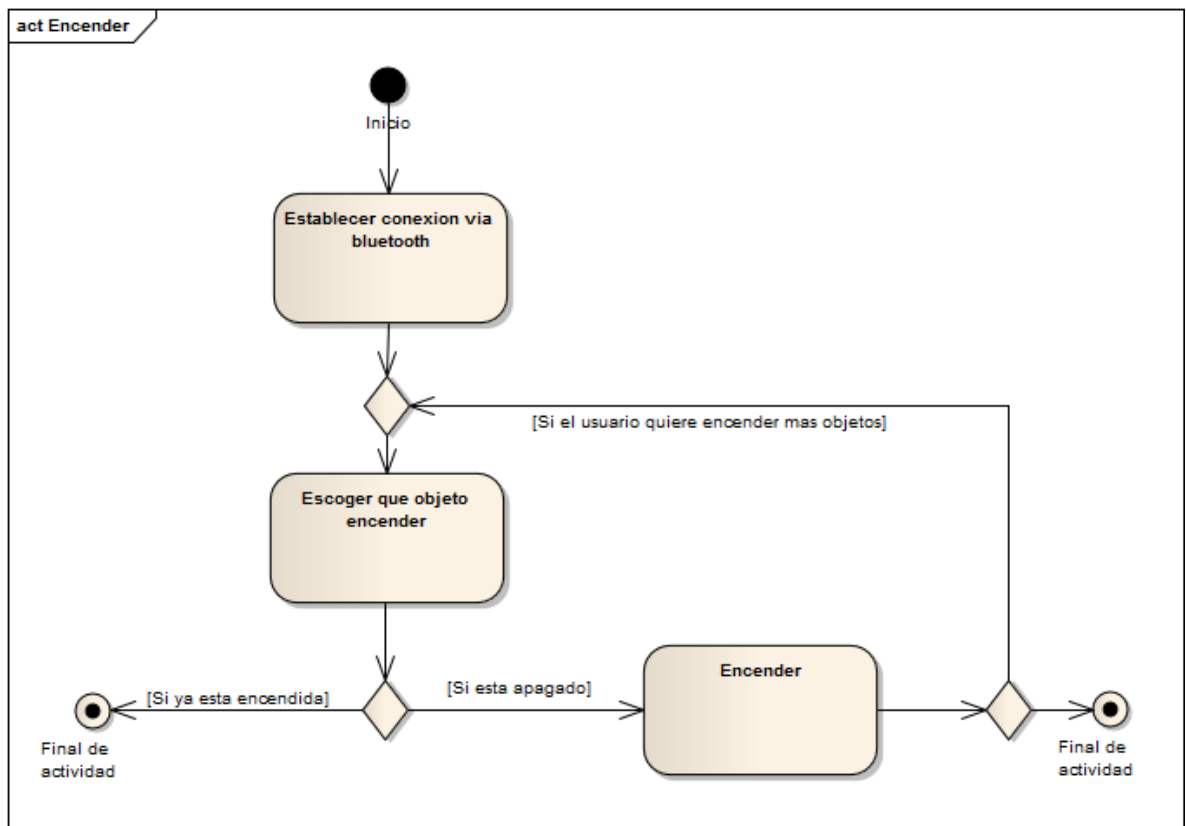 act Encender
Inicio
Establecer conexion via
bluetooth
[Si el usuario quiere encender mas objetos]
Escoger que objeto
encender
Encender
[Si ya esta encendida]
[Si esta apagado]
Final de
actividad
Final de
actividad